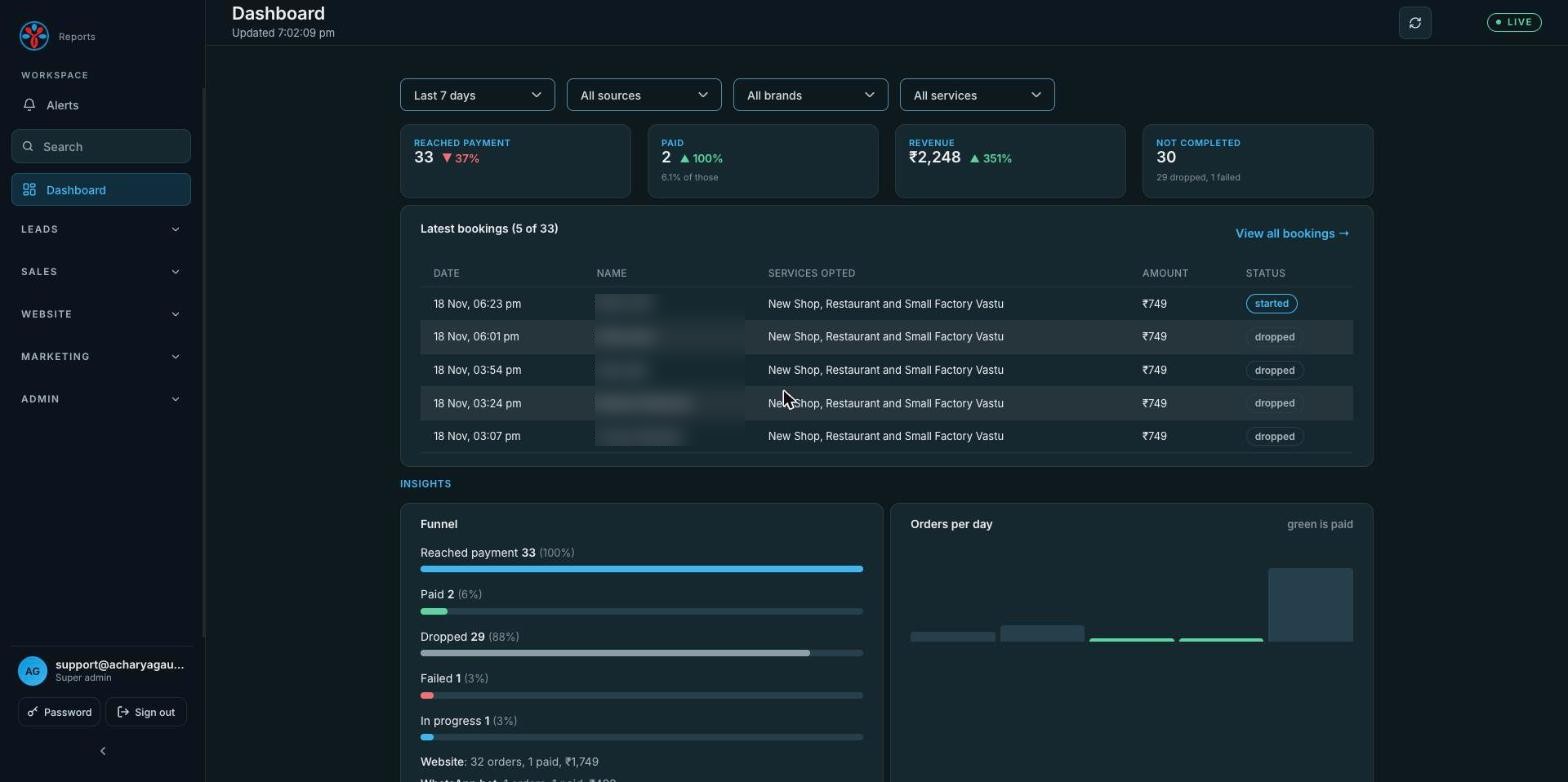 Dashboard
Updated 7:02:09 pm
LIVE
Reports
WORKSPACE
Alerts
Search
Dashboard
LEADS
SALES
WEBSITE
MARKETING
ADMIN
AG
support@acharyagau...
Super admin
Password
Sign out
Last 7 days
All sources
All brands
All services
REACHED PAYMENT
33 ▼ 37%
PAID
2 ▲ 100%
6.1% of those
REVENUE
₹2,248 ▲ 351%
NOT COMPLETED
30
29 dropped, 1 failed
Latest bookings (5 of 33)
View all bookings →
DATE NAME SERVICES OPTED AMOUNT STATUS
18 Nov, 06:23 pm New Shop, Restaurant and Small Factory Vastu ₹749 started
18 Nov, 06:01 pm New Shop, Restaurant and Small Factory Vastu ₹749 dropped
18 Nov, 03:54 pm New Shop, Restaurant and Small Factory Vastu ₹749 dropped
18 Nov, 03:24 pm New Shop, Restaurant and Small Factory Vastu ₹749 dropped
18 Nov, 03:07 pm New Shop, Restaurant and Small Factory Vastu ₹749 dropped
INSIGHTS
Funnel
Reached payment 33 (100%)
Paid 2 (6%)
Dropped 29 (88%)
Failed 1 (3%)
In progress 1 (3%)
Website: 32 orders, 1 paid, ₹1,749
Orders per day
green is paid